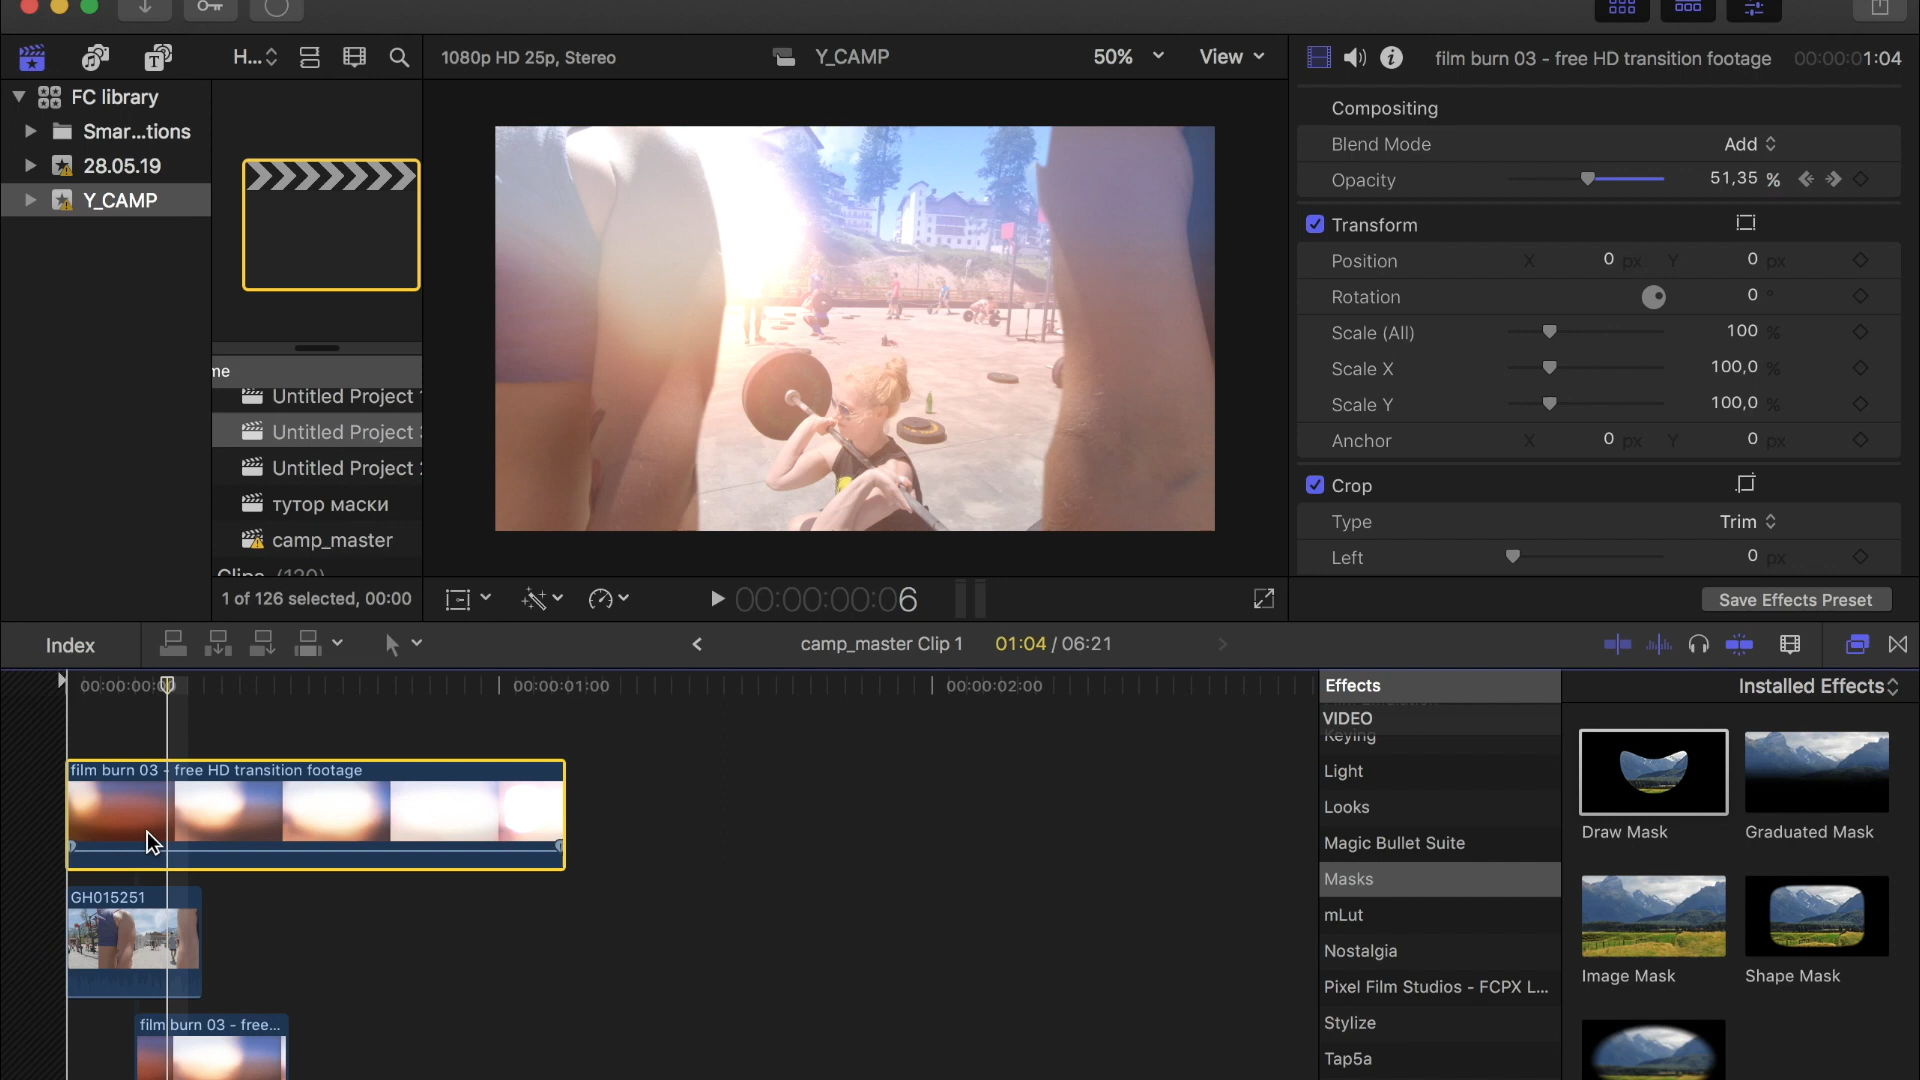 H...
1080p HD 25p, Stereo
Y_CAMP
50%
View
film burn 03 - free HD transition footage
00:00:01:04
FC library
Smar...tions
28.05.19
Y_CAMP
me
Untitled Project
Untitled Project
Untitled Project
тутор маски
camp_master
Clips (120)
1 of 126 selected, 00:00
00:00:00:06
Compositing
Blend Mode
Add
Opacity
51,35 %
Transform
Position
X 0 px Y 0 px
Rotation
0 °
Scale (All)
100 %
Scale X
100,0 %
Scale Y
100,0 %
Anchor
X 0 px Y 0 px
Crop
Type
Trim
Left
0 px
Save Effects Preset
Index
camp_master Clip 1
01:04 / 06:21
00:00:00:00
00:00:01:00
00:00:02:00
film burn 03 - free HD transition footage
GH015251
film burn 03 - free...
Effects
VIDEO
Keying
Light
Looks
Magic Bullet Suite
Masks
mLut
Nostalgia
Pixel Film Studios - FCPX L...
Stylize
Tap5a
Installed Effects
Draw Mask
Graduated Mask
Image Mask
Shape Mask